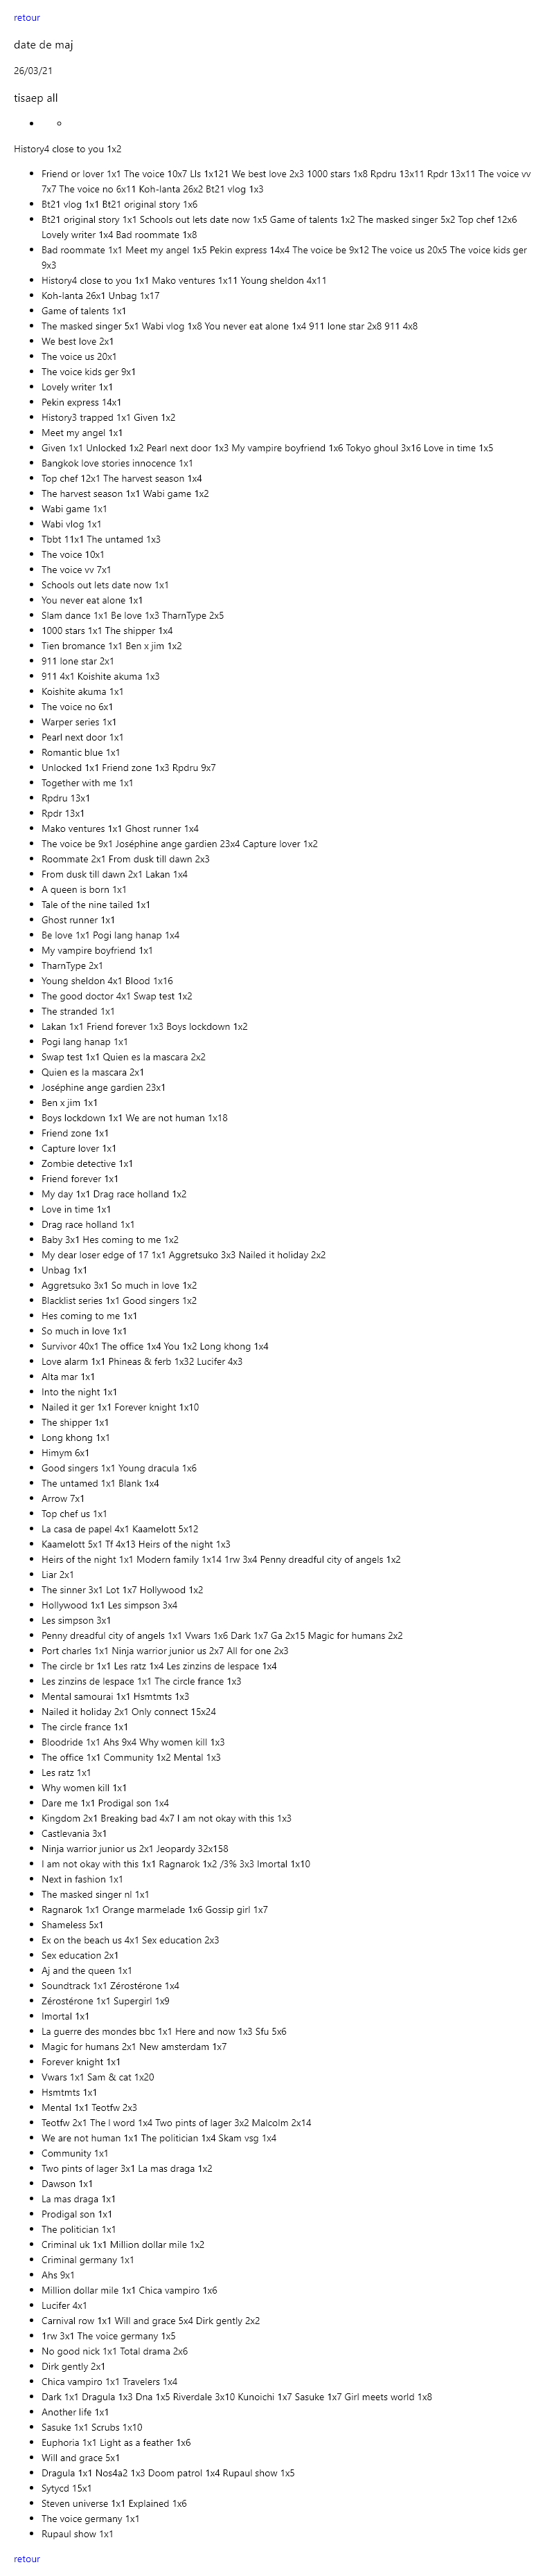 retour
date de maj
26/03/21
tisaep all
History4 close to you 1x2
Friend or lover 1x1 The voice 10x7 Lls 1x121 We best love 2x3 1000 stars 1x8 Rpdru 13x11 Rpdr 13x11 The voice vv
7x7 The voice no 6x11 Koh-lanta 26x2 Bt21 vlog 1x3
Bt21 vlog 1x1 Bt21 original story 1x6
Bt21 original story 1x1 Schools out lets date now 1x5 Game of talents 1x2 The masked singer 5x2 Top chef 12x6
Lovely writer 1x4 Bad roommate 1x8
Bad roommate 1x1 Meet my angel 1x5 Pekin express 14x4 The voice be 9x12 The voice us 20x5 The voice kids ger
9x3
History4 close to you 1x1 Mako ventures 1x11 Young sheldon 4x11
Koh-lanta 26x1 Unbag 1x17
Game of talents 1x1
The masked singer 5x1 Wabi vlog 1x8 You never eat alone 1x4 911 lone star 2x8 911 4x8
We best love 2x1
The voice us 20x1
The voice kids ger 9x1
Lovely writer 1x1
Pekin express 14x1
History3 trapped 1x1 Given 1x2
Meet my angel 1x1
Given 1x1 Unlocked 1x2 Pearl next door 1x3 My vampire boyfriend 1x6 Tokyo ghoul 3x16 Love in time 1x5
Bangkok love stories innocence 1x1
Top chef 12x1 The harvest season 1x4
The harvest season 1x1 Wabi game 1x2
Wabi game 1x1
Wabi vlog 1x1
Tbbt 11x1 The untamed 1x3
The voice 10x1
The voice vv 7x1
Schools out lets date now 1x1
You never eat alone 1x1
Slam dance 1x1 Be love 1x3 TharnType 2x5
1000 stars 1x1 The shipper 1x4
Tien bromance 1x1 Ben x jim 1x2
911 lone star 2x1
911 4x1 Koishite akuma 1x3
Koishite akuma 1x1
The voice no 6x1
Warper series 1x1
Pearl next door 1x1
Romantic blue 1x1
Unlocked 1x1 Friend zone 1x3 Rpdru 9x7
Together with me 1x1
Rpdru 13x1
Rpdr 13x1
Mako ventures 1x1 Ghost runner 1x4
The voice be 9x1 Joséphine ange gardien 23x4 Capture lover 1x2
Roommate 2x1 From dusk till dawn 2x3
From dusk till dawn 2x1 Lakan 1x4
A queen is born 1x1
Tale of the nine tailed 1x1
Ghost runner 1x1
Be love 1x1 Pogi lang hanap 1x4
My vampire boyfriend 1x1
TharnType 2x1
Young sheldon 4x1 Blood 1x16
The good doctor 4x1 Swap test 1x2
The stranded 1x1
Lakan 1x1 Friend forever 1x3 Boys lockdown 1x2
Pogi lang hanap 1x1
Swap test 1x1 Quien es la mascara 2x2
Quien es la mascara 2x1
Joséphine ange gardien 23x1
Ben x jim 1x1
Boys lockdown 1x1 We are not human 1x18
Friend zone 1x1
Capture lover 1x1
Zombie detective 1x1
Friend forever 1x1
My day 1x1 Drag race holland 1x2
Love in time 1x1
Drag race holland 1x1
Baby 3x1 Hes coming to me 1x2
My dear loser edge of 17 1x1 Aggretsuko 3x3 Nailed it holiday 2x2
Unbag 1x1
Aggretsuko 3x1 So much in love 1x2
Blacklist series 1x1 Good singers 1x2
Hes coming to me 1x1
So much in love 1x1
Survivor 40x1 The office 1x4 You 1x2 Long khong 1x4
Love alarm 1x1 Phineas & ferb 1x32 Lucifer 4x3
Alta mar 1x1
Into the night 1x1
Nailed it ger 1x1 Forever knight 1x10
The shipper 1x1
Long khong 1x1
Himym 6x1
Good singers 1x1 Young dracula 1x6
The untamed 1x1 Blank 1x4
Arrow 7x1
Top chef us 1x1
La casa de papel 4x1 Kaamelott 5x12
Kaamelott 5x1 Tf 4x13 Heirs of the night 1x3
Heirs of the night 1x1 Modern family 1x14 1rw 3x4 Penny dreadful city of angels 1x2
Liar 2x1
The sinner 3x1 Lot 1x7 Hollywood 1x2
Hollywood 1x1 Les simpson 3x4
Les simpson 3x1
Penny dreadful city of angels 1x1 Vwars 1x6 Dark 1x7 Ga 2x15 Magic for humans 2x2
Port charles 1x1 Ninja warrior junior us 2x7 All for one 2x3
The circle br 1x1 Les ratz 1x4 Les zinzins de lespace 1x4
Les zinzins de lespace 1x1 The circle france 1x3
Mental samourai 1x1 Hsmtmts 1x3
Nailed it holiday 2x1 Only connect 15x24
The circle france 1x1
Bloodride 1x1 Ahs 9x4 Why women kill 1x3
The office 1x1 Community 1x2 Mental 1x3
Les ratz 1x1
Why women kill 1x1
Dare me 1x1 Prodigal son 1x4
Kingdom 2x1 Breaking bad 4x7 I am not okay with this 1x3
Castlevania 3x1
Ninja warrior junior us 2x1 Jeopardy 32x158
I am not okay with this 1x1 Ragnarok 1x2 /3% 3x3 Imortal 1x10
Next in fashion 1x1
The masked singer nl 1x1
Ragnarok 1x1 Orange marmelade 1x6 Gossip girl 1x7
Shameless 5x1
Ex on the beach us 4x1 Sex education 2x3
Sex education 2x1
Aj and the queen 1x1
Soundtrack 1x1 Zérostérone 1x4
Zérostérone 1x1 Supergirl 1x9
Imortal 1x1
La guerre des mondes bbc 1x1 Here and now 1x3 Sfu 5x6
Magic for humans 2x1 New amsterdam 1x7
Forever knight 1x1
Vwars 1x1 Sam & cat 1x20
Hsmtmts 1x1
Mental 1x1 Teotfw 2x3
Teotfw 2x1 The l word 1x4 Two pints of lager 3x2 Malcolm 2x14
We are not human 1x1 The politician 1x4 Skam vsg 1x4
Community 1x1
Two pints of lager 3x1 La mas draga 1x2
Dawson 1x1
La mas draga 1x1
Prodigal son 1x1
The politician 1x1
Criminal uk 1x1 Million dollar mile 1x2
Criminal germany 1x1
Ahs 9x1
Million dollar mile 1x1 Chica vampiro 1x6
Lucifer 4x1
Carnival row 1x1 Will and grace 5x4 Dirk gently 2x2
1rw 3x1 The voice germany 1x5
No good nick 1x1 Total drama 2x6
Dirk gently 2x1
Chica vampiro 1x1 Travelers 1x4
Dark 1x1 Dragula 1x3 Dna 1x5 Riverdale 3x10 Kunoichi 1x7 Sasuke 1x7 Girl meets world 1x8
Another life 1x1
Sasuke 1x1 Scrubs 1x10
Euphoria 1x1 Light as a feather 1x6
Will and grace 5x1
Dragula 1x1 Nos4a2 1x3 Doom patrol 1x4 Rupaul show 1x5
Sytycd 15x1
Steven universe 1x1 Explained 1x6
The voice germany 1x1
Rupaul show 1x1
retour